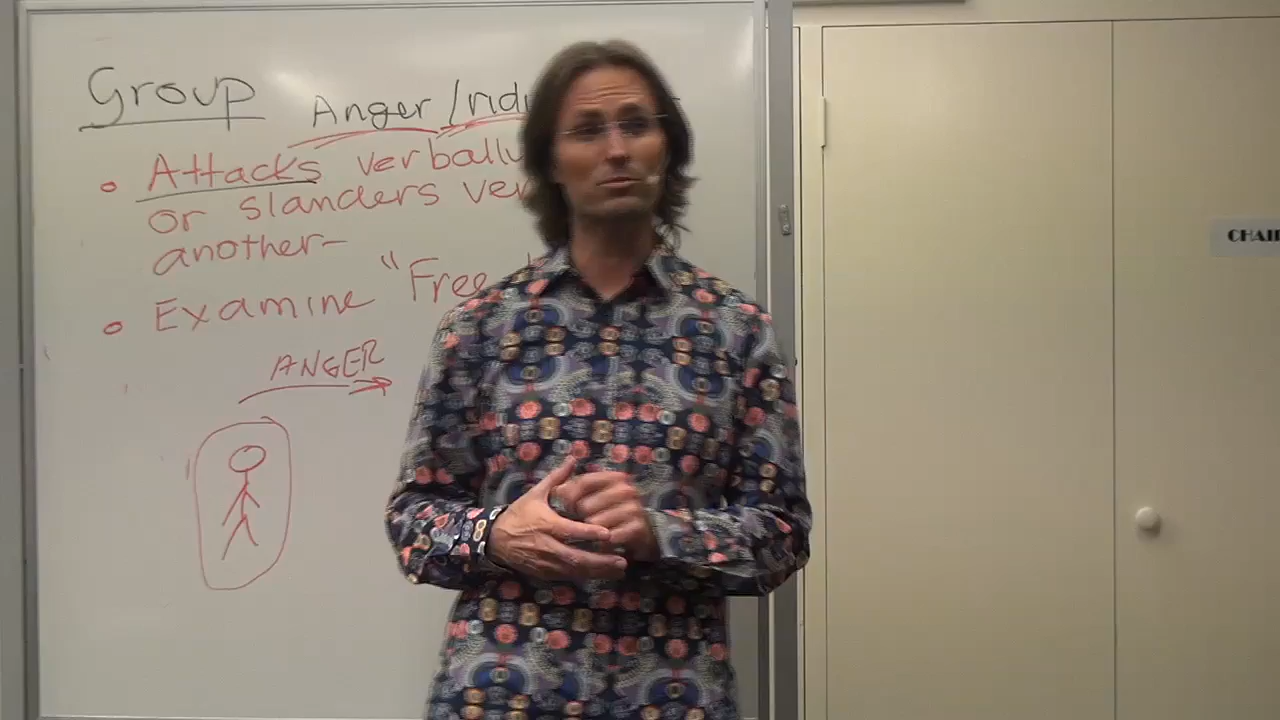 Group
Anger /
• Attacks verbally
or slanders
another-
• Examine "Free
ANGER
CHAI